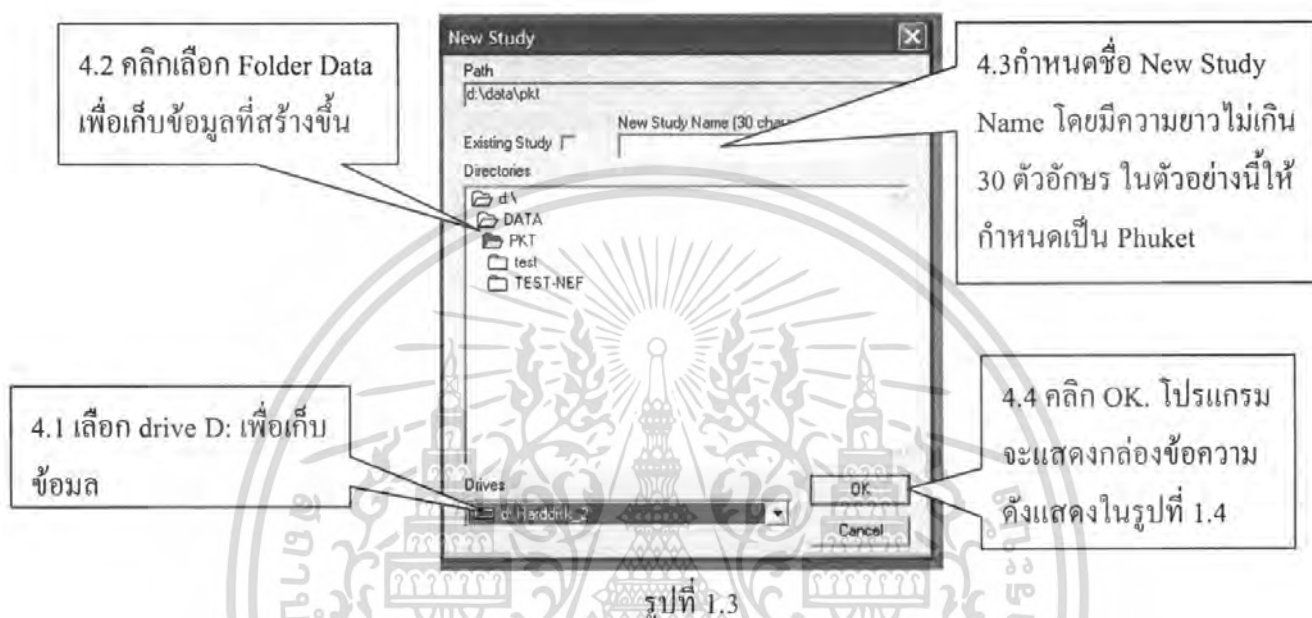 4.2 คลิกเลือก Folder Data
เพื่อเก็บข้อมูลที่สร้างขึ้น
4.1 เลือก drive D: เพื่อเก็บ
ข้อมูล
New Study
Path
d:\data\pkt
New Study Name (30
Existing Study
Directories
d:\
DATA
PKT
test
TEST-NEF
Drives
d: Harddisk_2
OK
Cancel
4.3กำหนดชื่อ New Study
Name โดยมีความยาวไม่เกิน
30 ตัวอักษร ในตัวอย่างนี้ให้
กำหนดเป็น Phuket
4.4 คลิก OK. โปรแกรม
จะแสดงกล่องข้อความ
ดังแสดงในรูปที่ 1.4
รูปที่ 1.3